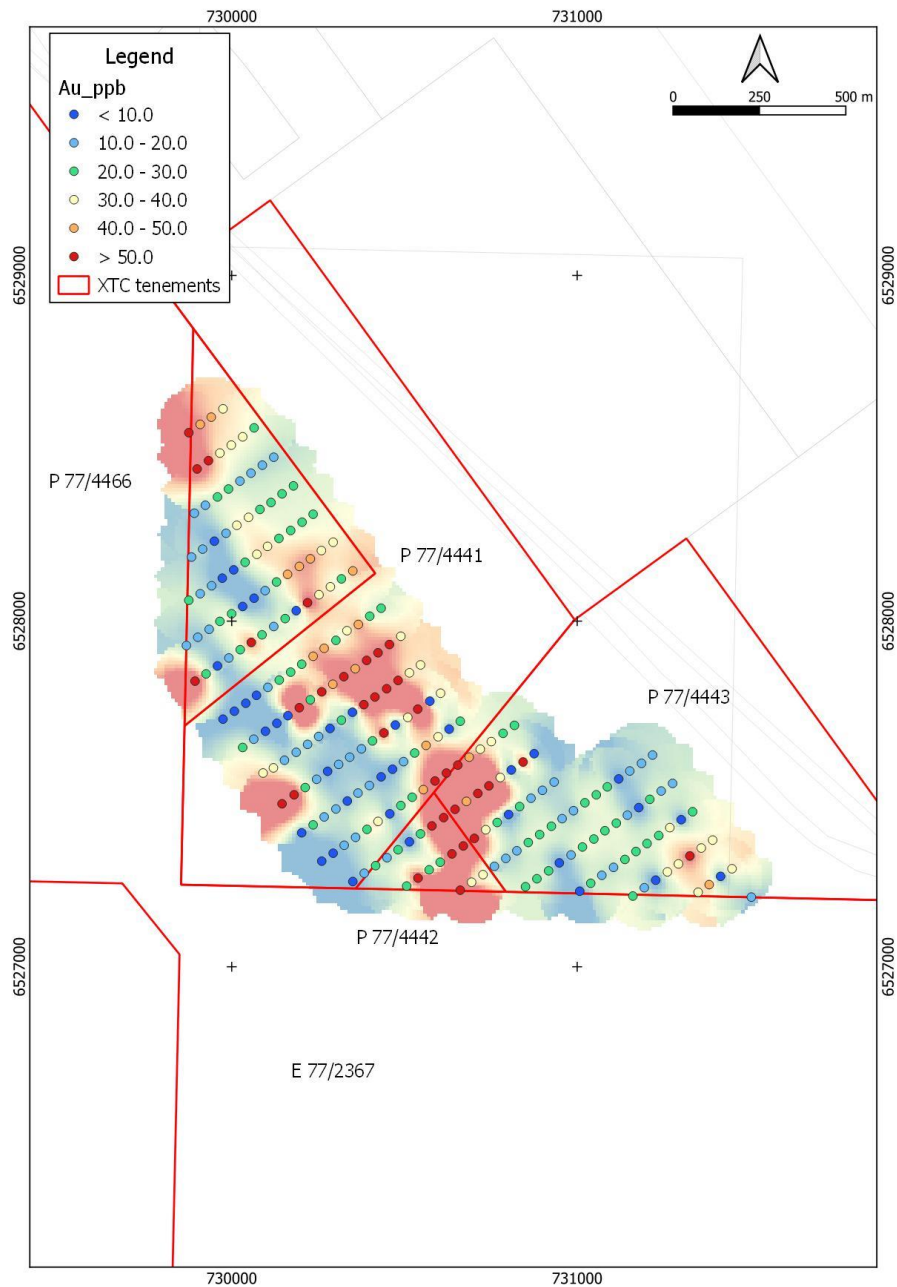 730000
731000
Legend
Au_ppb
< 10.0
10.0 - 20.0
20.0 - 30.0
30.0 - 40.0
40.0 - 50.0
> 50.0
XTC tenements
0 250 500 m
6529000
6529000
P 77/4466
P 77/4441
6528000
6528000
P 77/4443
P 77/4442
6527000
6527000
E 77/2367
730000
731000